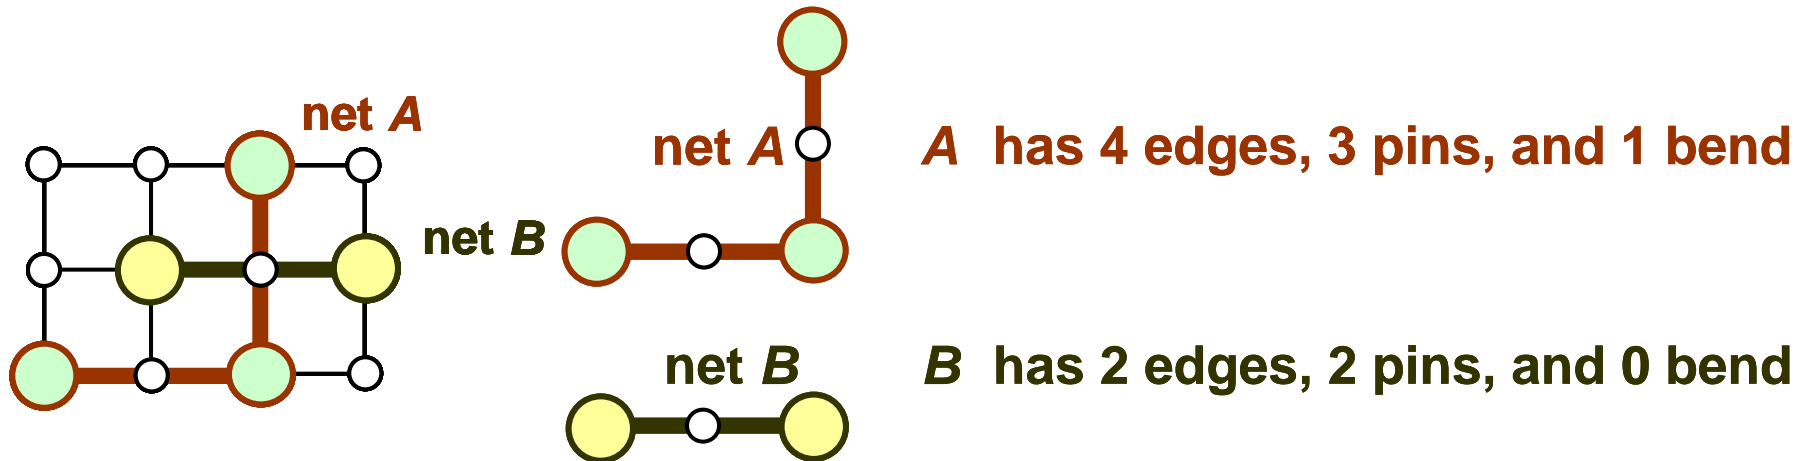 net A
net B
net A
A has 4 edges, 3 pins, and 1 bend
net B
B has 2 edges, 2 pins, and 0 bend